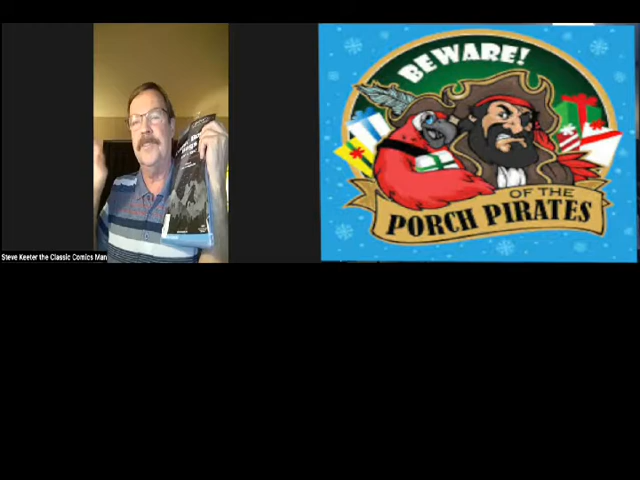 BEWARE!
OF THE
PORCH PIRATES
Steve Keeter the Classic Comics Man